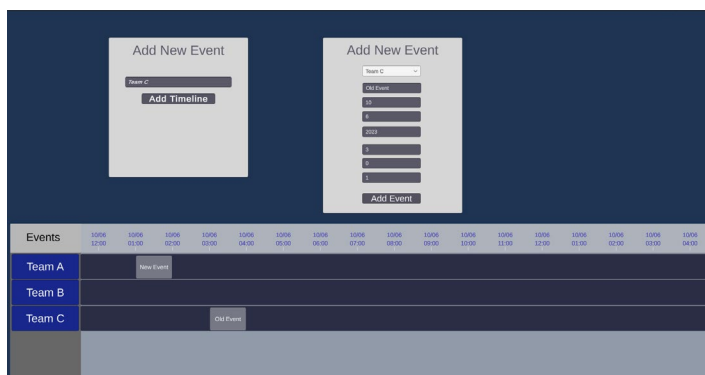 Add New Event
Team C
Add Timeline
Add New Event
Team C
Old Event
10
6
2023
3
0
1
Add Event
Events 10/06 10/06 10/06 10/06 10/06 10/06 10/06 10/06 10/06 10/06 10/06 10/06 10/06 10/06 10/06 10/06 10/06
12:00 01:00 02:00 03:00 04:00 05:00 06:00 07:00 08:00 09:00 10:00 11:00 12:00 01:00 02:00 03:00 04:00
Team A New Event
Team B
Team C Old Event